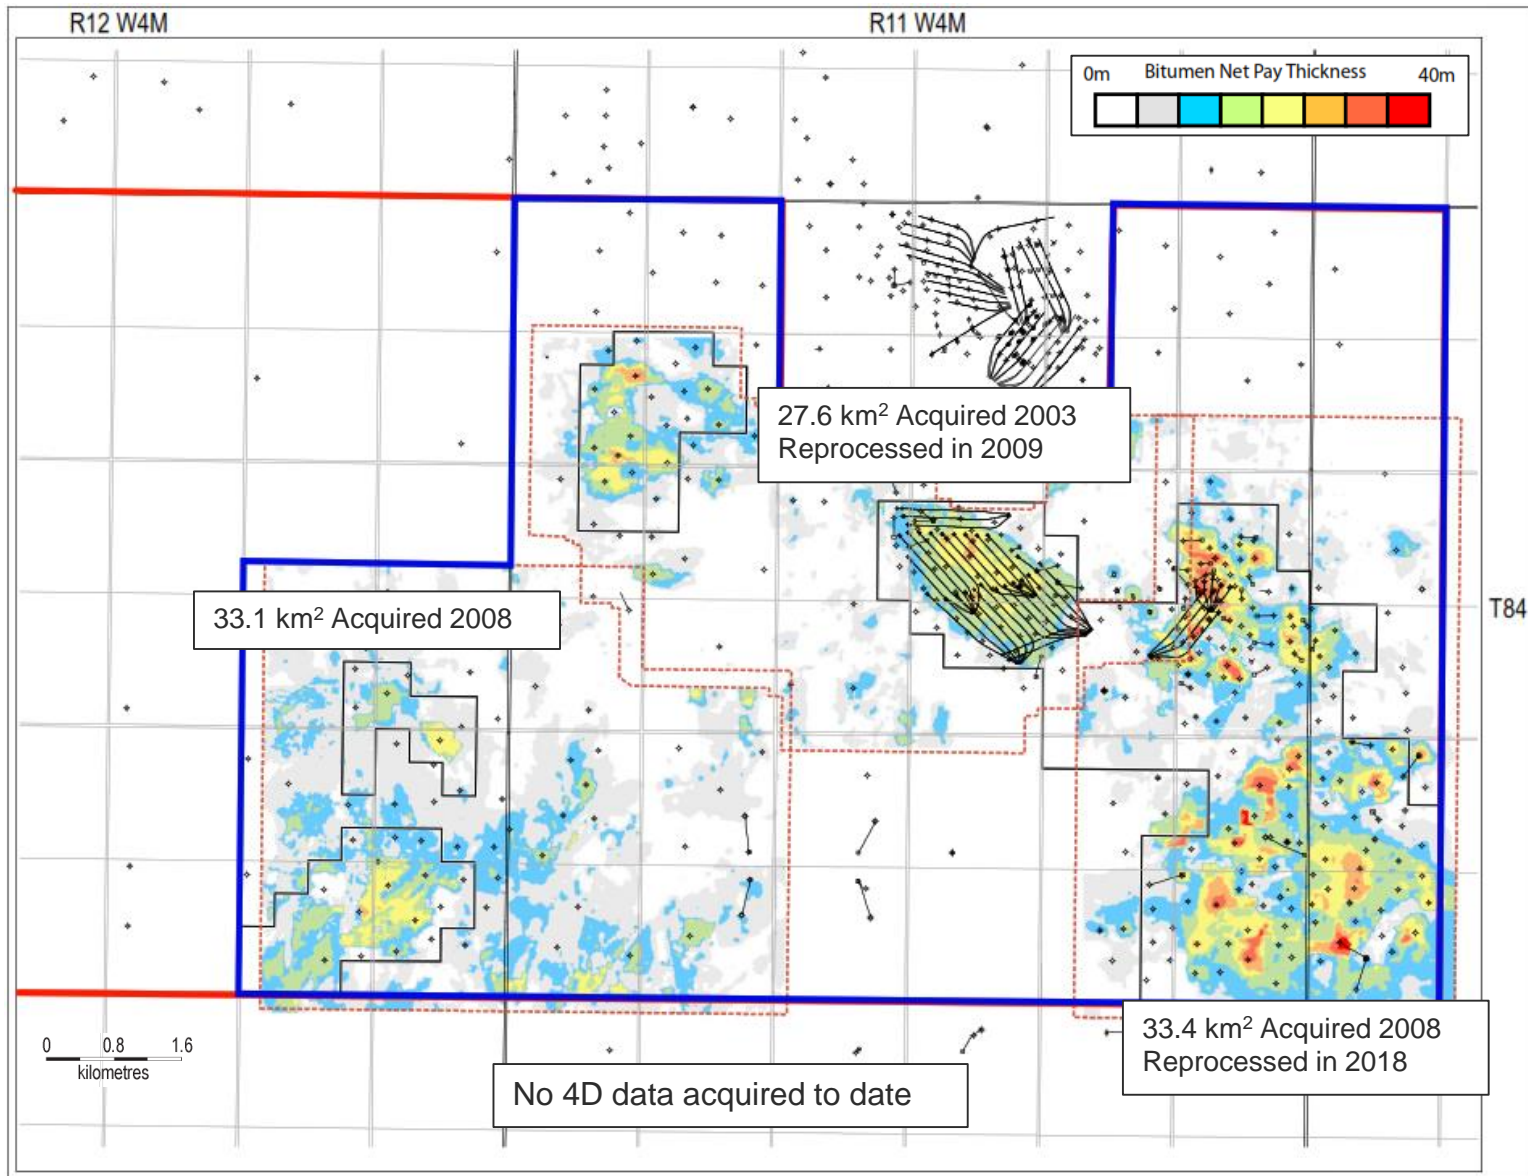 R12 W4M
R11 W4M
0m Bitumen Net Pay Thickness 40m
27.6 km² Acquired 2003
Reprocessed in 2009
33.1 km² Acquired 2008
T84
33.4 km² Acquired 2008
Reprocessed in 2018
0 0.8 1.6
kilometres
No 4D data acquired to date